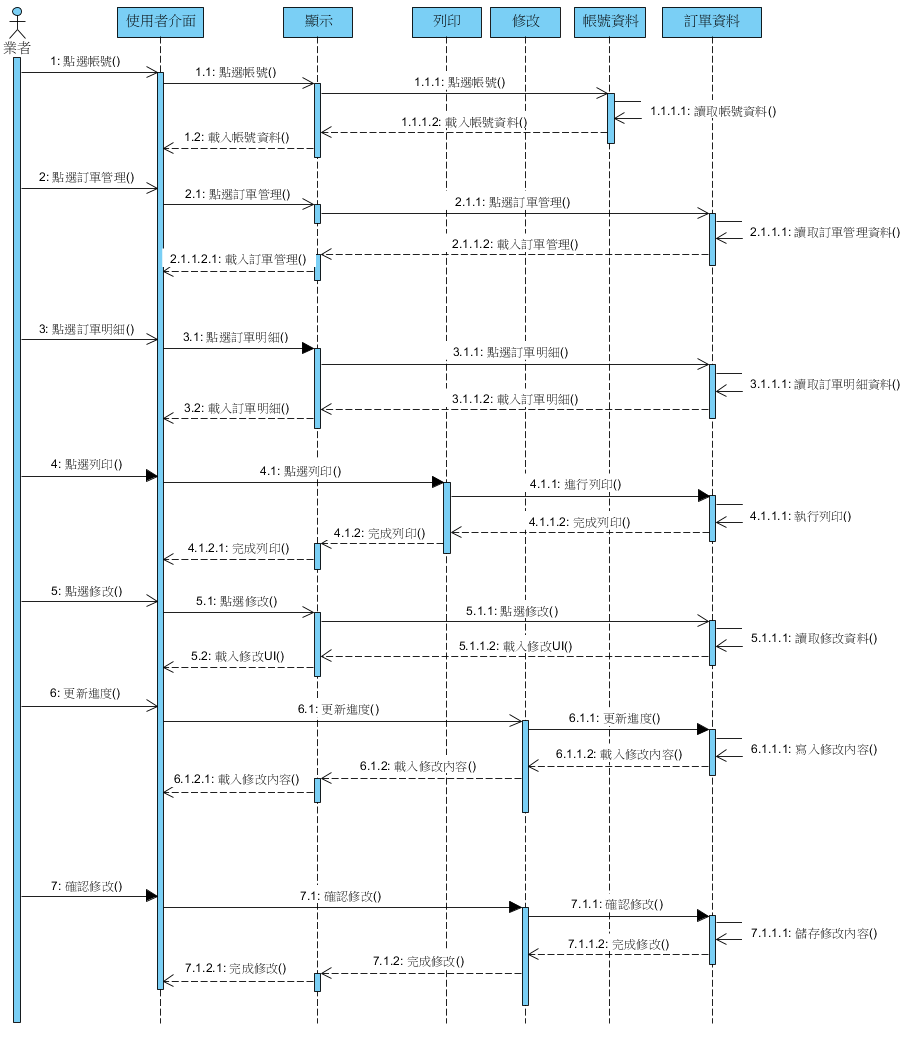 使用者介面
顯示
列印
修改
帳號資料
訂單資料
業者
1: 點選帳號()
1.1: 點選帳號()
1.1.1: 點選帳號()
1.1.1.1: 讀取帳號資料()
1.1.1.2: 載入帳號資料()
1.2: 載入帳號資料()
2: 點選訂單管理()
2.1: 點選訂單管理()
2.1.1: 點選訂單管理()
2.1.1.1: 讀取訂單管理資料()
2.1.1.2: 載入訂單管理()
2.1.1.2.1: 載入訂單管理()
3: 點選訂單明細()
3.1: 點選訂單明細()
3.1.1: 點選訂單明細()
3.1.1.1: 讀取訂單明細資料()
3.1.1.2: 載入訂單明細()
3.2: 載入訂單明細()
4: 點選列印()
4.1: 點選列印()
4.1.1: 進行列印()
4.1.1.1: 執行列印()
4.1.1.2: 完成列印()
4.1.2: 完成列印()
4.1.2.1: 完成列印()
5: 點選修改()
5.1: 點選修改()
5.1.1: 點選修改()
5.1.1.1: 讀取修改資料()
5.1.1.2: 載入修改UI()
5.2: 載入修改UI()
6: 更新進度()
6.1: 更新進度()
6.1.1: 更新進度()
6.1.1.1: 寫入修改內容()
6.1.1.2: 載入修改內容()
6.1.2: 載入修改內容()
6.1.2.1: 載入修改內容()
7: 確認修改()
7.1: 確認修改()
7.1.1: 確認修改()
7.1.1.1: 儲存修改內容()
7.1.1.2: 完成修改()
7.1.2: 完成修改()
7.1.2.1: 完成修改()